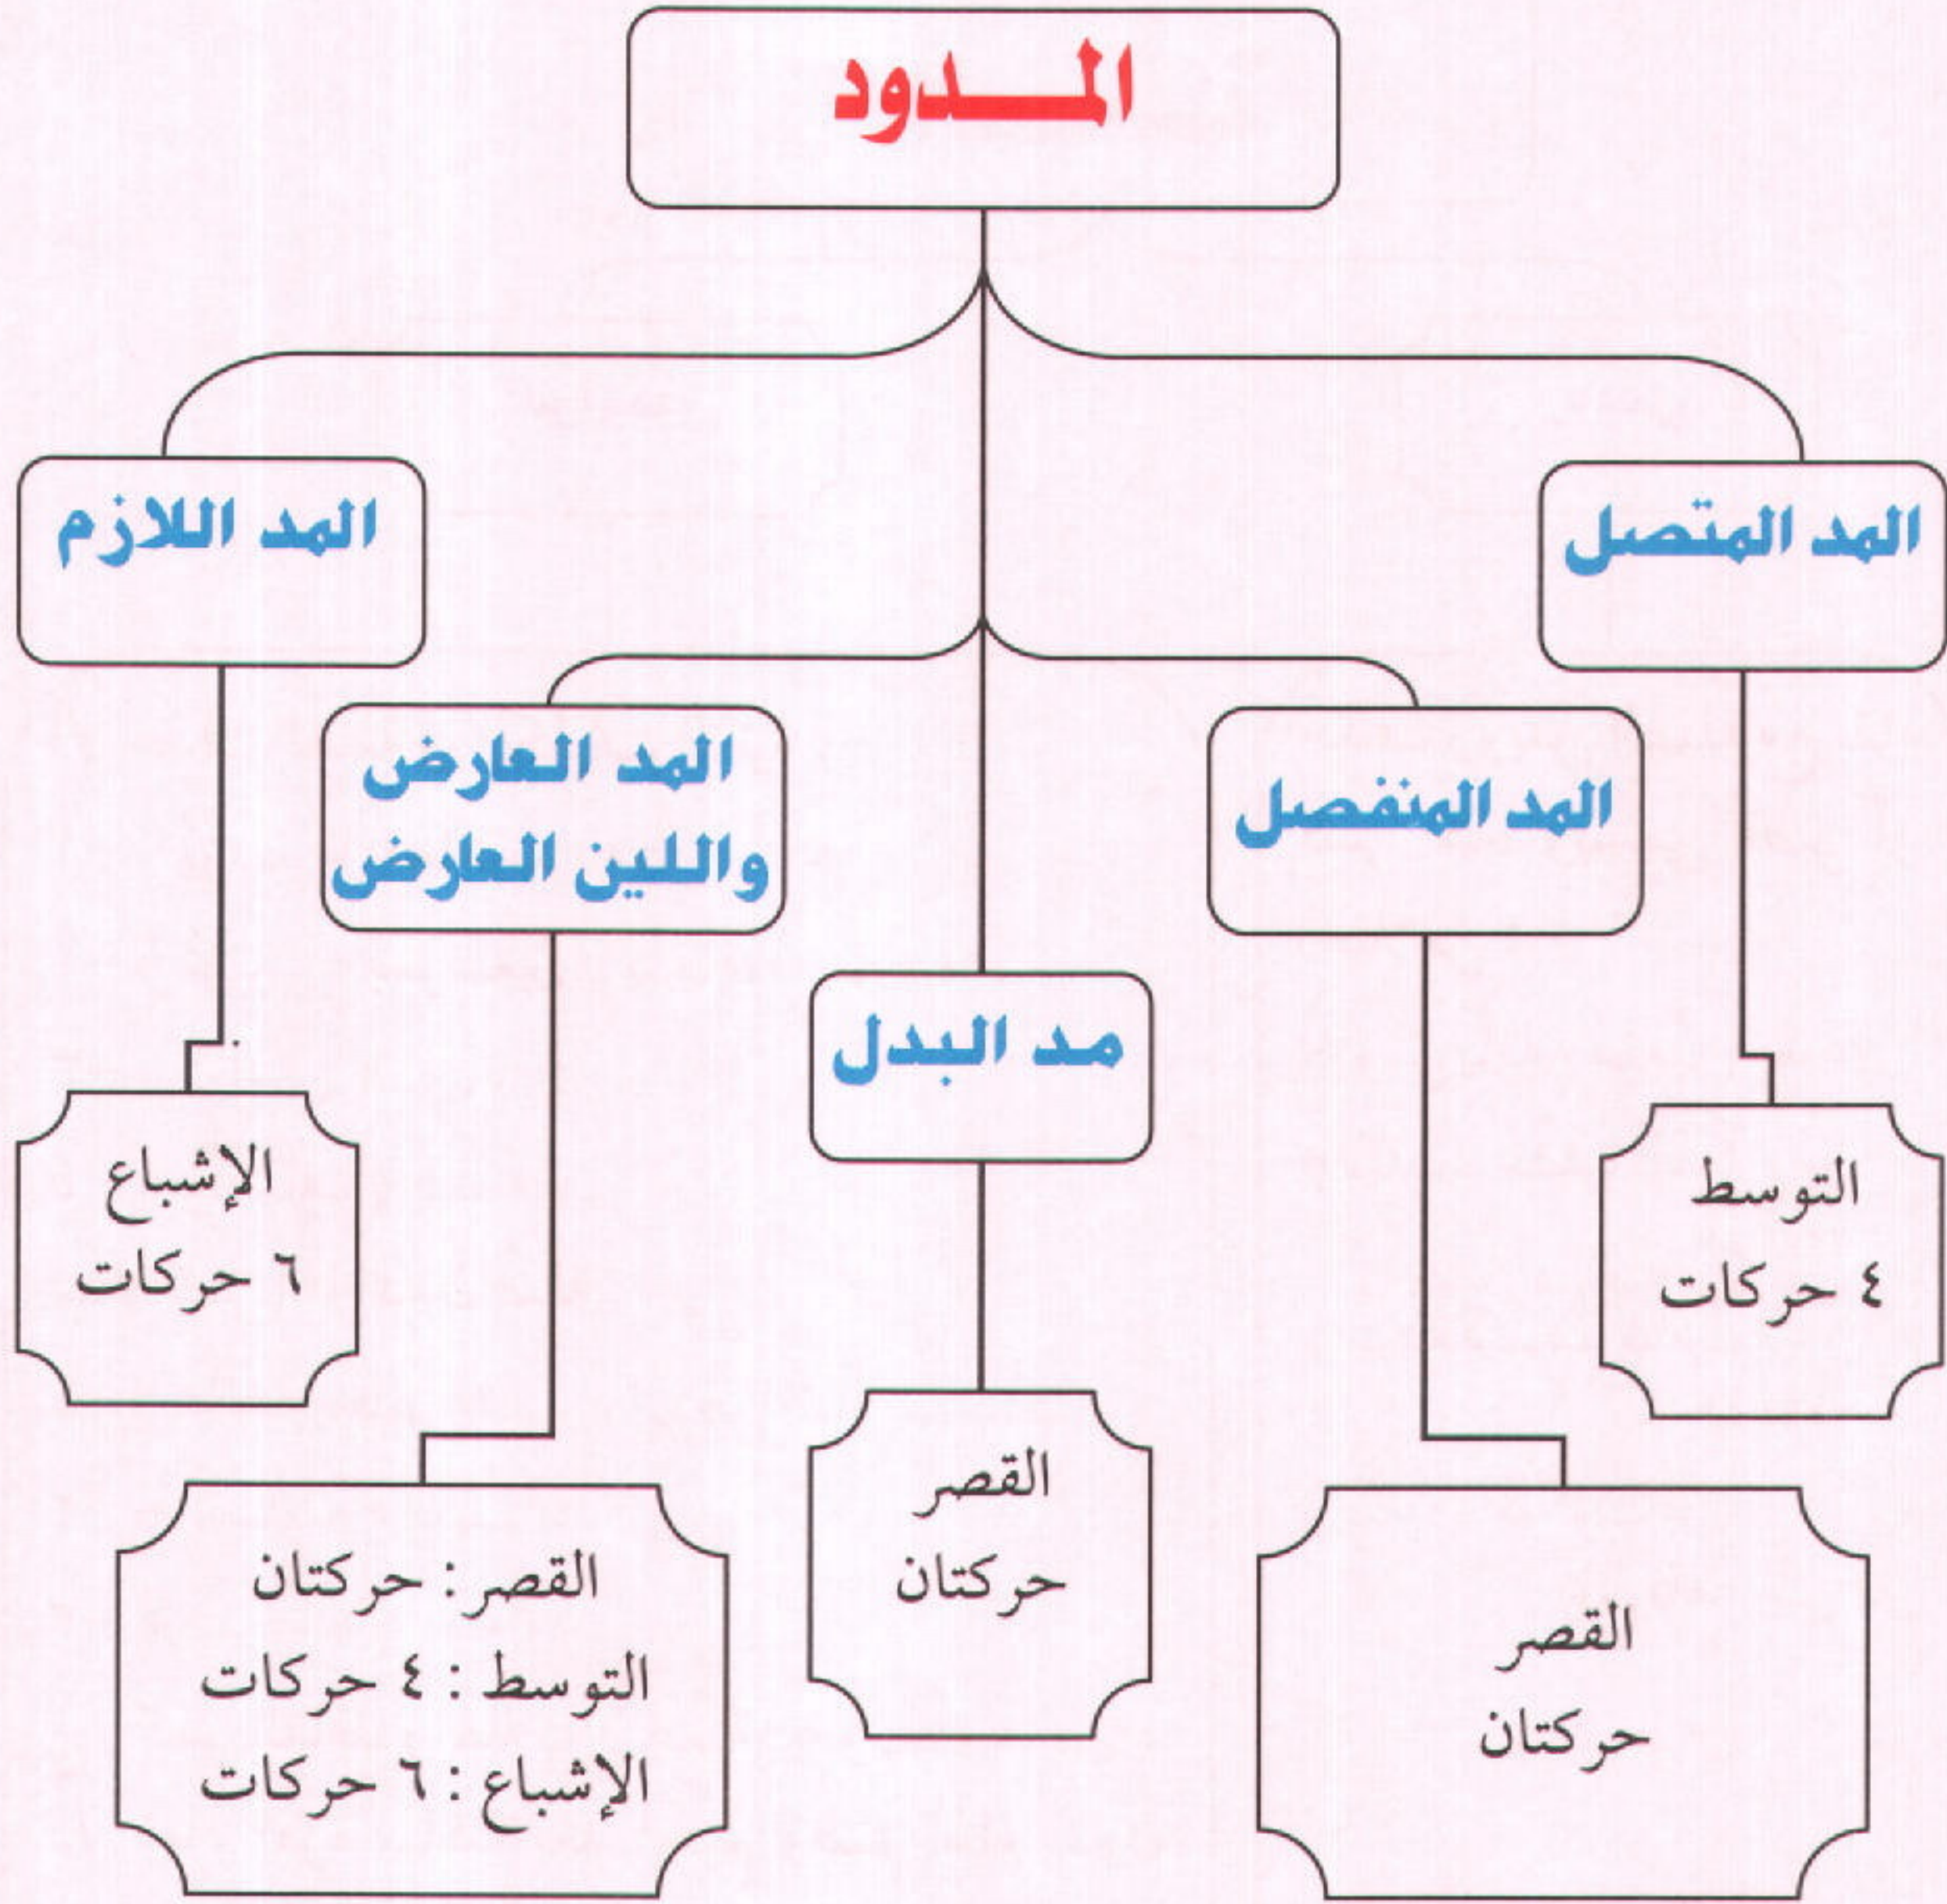 المدود
المد المتصل
المد اللازم
المد المنفصل
المد العارض
واللين العارض
مد البدل
التوسط
٤ حركات
الإشباع
٦ حركات
القصر
حركتان
القصر
حركتان
القصر : حركتان
التوسط : ٤ حركات
الإشباع : ٦ حركات